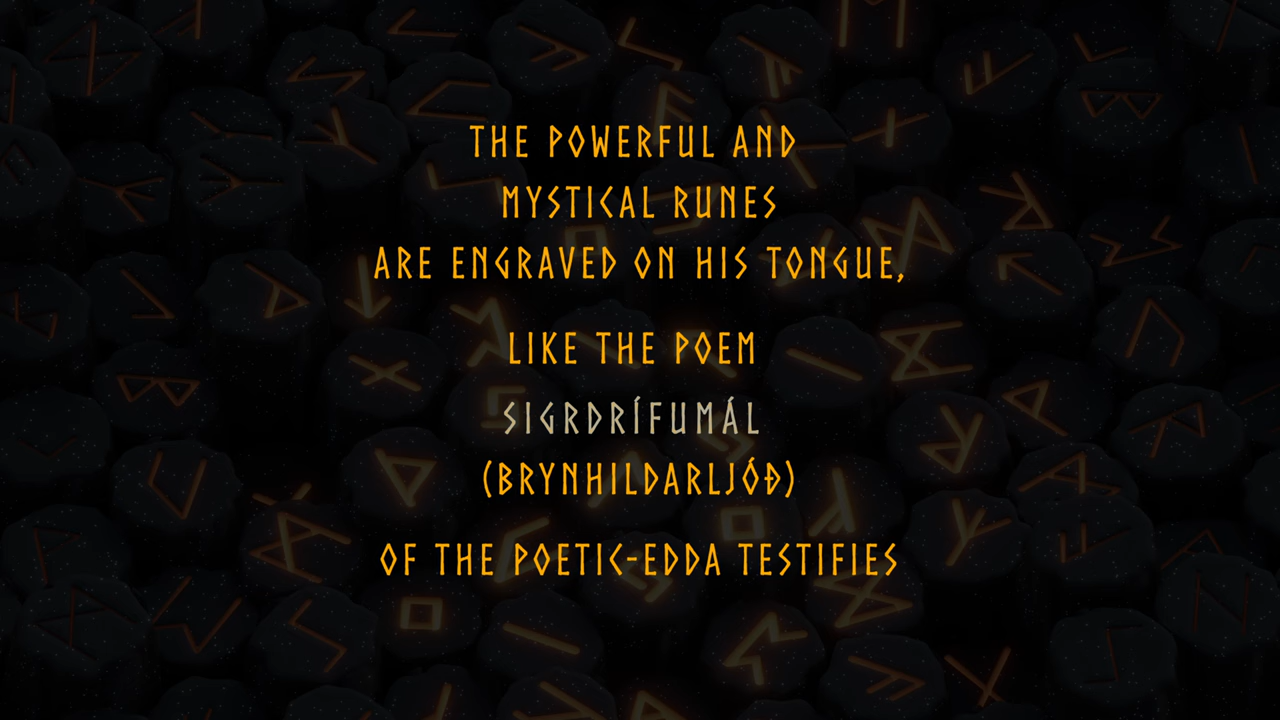 THE POWERFUL AND
MYSTICAL RUNES
ARE ENGRAVED ON HIS TONGUE,
LIKE THE POEM
SIGRDRÍFUMÁL
(BRYNHILDARLJÓÐ)
OF THE POETIC-EDDA TESTIFIES